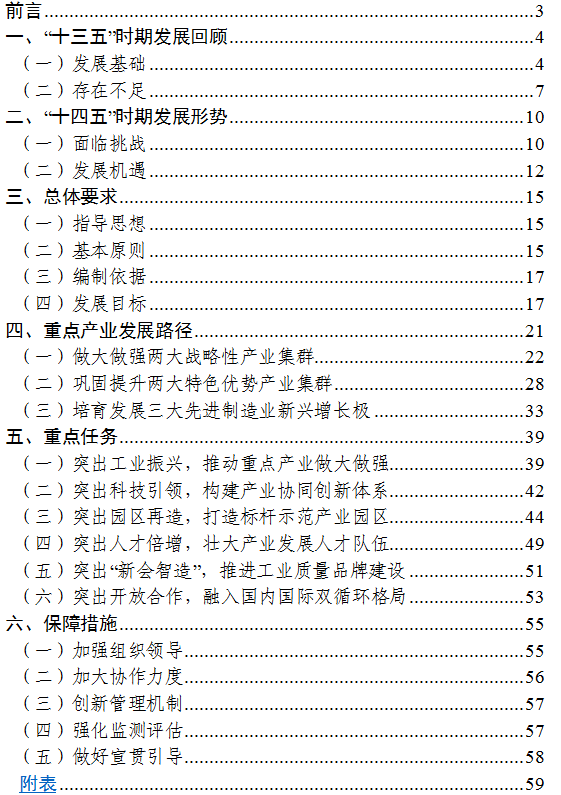 前言........................................3
一、“十三五”时期发展回顾........................................4
（一）发展基础........................................4
（二）存在不足........................................7
二、“十四五”时期发展形势........................................10
（一）面临挑战........................................10
（二）发展机遇........................................12
三、总体要求........................................15
（一）指导思想........................................15
（二）基本原则........................................15
（三）编制依据........................................17
（四）发展目标........................................17
四、重点产业发展路径........................................21
（一）做大做强两大战略性产业集群........................................22
（二）巩固提升两大特色优势产业集群........................................28
（三）培育发展三大先进制造业新兴增长极........................................33
五、重点任务........................................39
（一）突出工业振兴，推动重点产业做大做强........................................39
（二）突出科技引领，构建产业协同创新体系........................................42
（三）突出园区再造，打造标杆示范产业园区........................................44
（四）突出人才倍增，壮大产业发展人才队伍........................................49
（五）突出“新会智造”，推进工业质量品牌建设........................................51
（六）突出开放合作，融入国内国际双循环格局........................................53
六、保障措施........................................55
（一）加强组织领导........................................55
（二）加大协作力度........................................56
（三）创新管理机制........................................57
（四）强化监测评估........................................57
（五）做好宣贯引导........................................58
附表........................................59